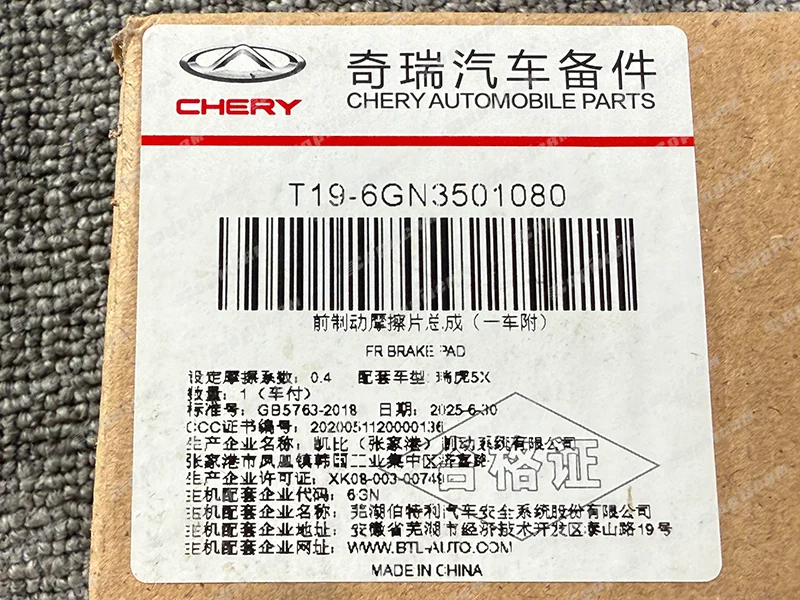 CHERY
奇瑞汽车备件
CHERY AUTOMOBILE PARTS
T19-6GN3501080
前制动摩擦片总成（一车附）
FR BRAKE PAD
设定摩擦系数：0.4 配套车型：瑞虎5X
数量：1（车付）
标准号：GB5763-2018 日期：2025-6-30
CCC证书编号：2020051120000136
生产企业名称：凯比（张家港）制动系统有限公司
张家港市凤凰镇韩国工业集中区济富路
生产企业许可证：XK08-003-00749
主机配套企业代码：6GN
主机配套企业名称：芜湖伯特利汽车安全系统股份有限公司
主机配套企业地址：安徽省芜湖市经济技术开发区泰山路19号
主机配套企业网址：WWW.BTL-AUTO.COM
合格证
MADE IN CHINA